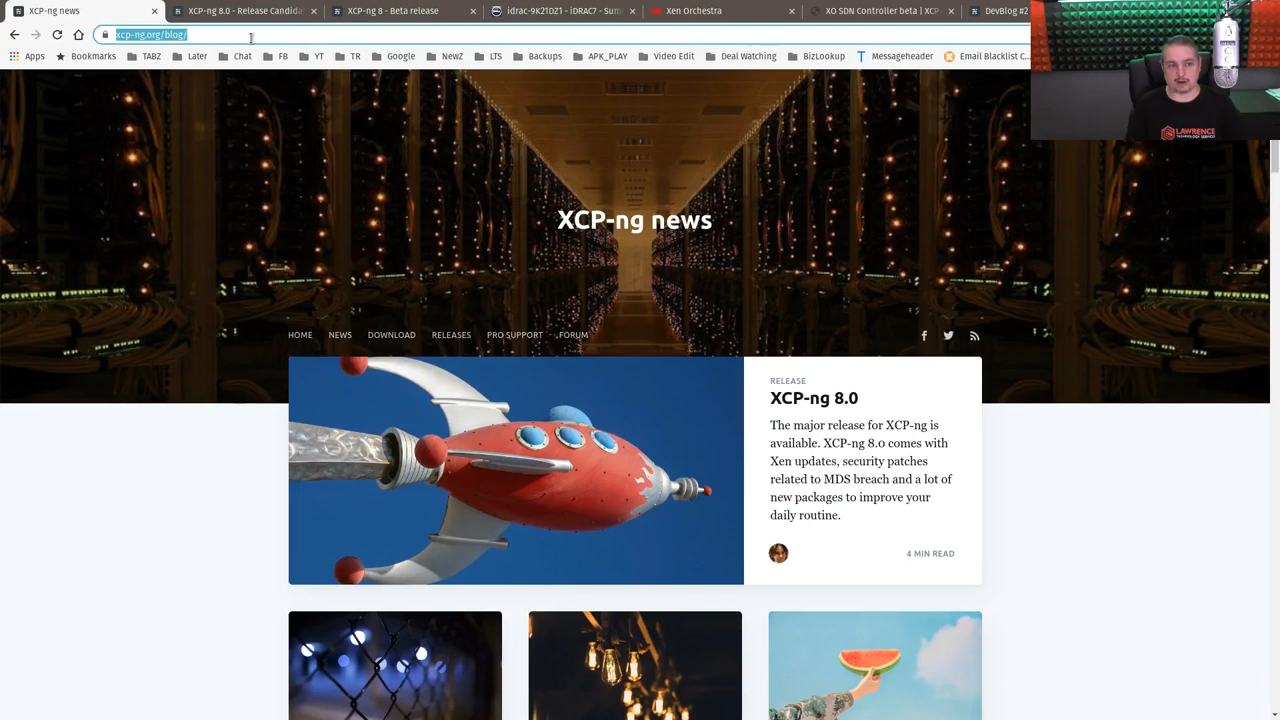 XCP-ng news
XCP-ng 8.0 - Release Candida
XCP-ng 8 - Beta release
idrac-9K21DZ1 - iDRAC7 - Sum
Xen Orchestra
XO SDN Controller beta | XCP
DevBlog #2
xcp-ng.org/blog/
Apps
Bookmarks
TABZ
Later
Chat
FB
YT
TR
Google
NewZ
LTS
Backups
APK_PLAY
Video Edit
Deal Watching
BizLookup
Messageheader
Email Blacklist C...
LAWRENCE
XCP-ng news
HOME
NEWS
DOWNLOAD
RELEASES
PRO SUPPORT
FORUM
RELEASE
XCP-ng 8.0
The major release for XCP-ng is
available. XCP-ng 8.0 comes with
Xen updates, security patches
related to MDS breach and a lot of
new packages to improve your
daily routine.
4 MIN READ